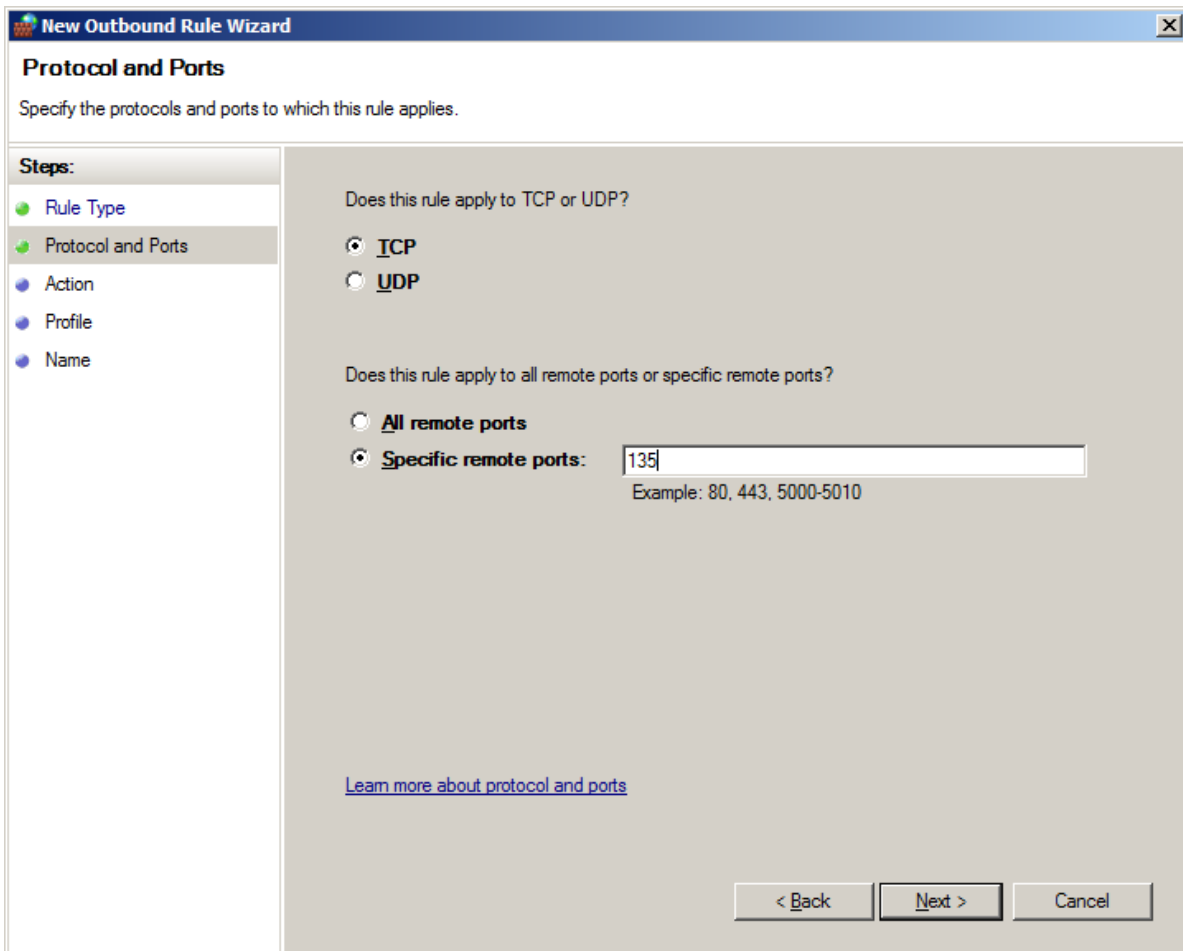 New Outbound Rule Wizard
Protocol and Ports
Specify the protocols and ports to which this rule applies.
Steps:
Rule Type
Protocol and Ports
Action
Profile
Name
Does this rule apply to TCP or UDP?
TCP
UDP
Does this rule apply to all remote ports or specific remote ports?
All remote ports
Specific remote ports: 135
Example: 80, 443, 5000-5010
Learn more about protocol and ports
< Back Next > Cancel